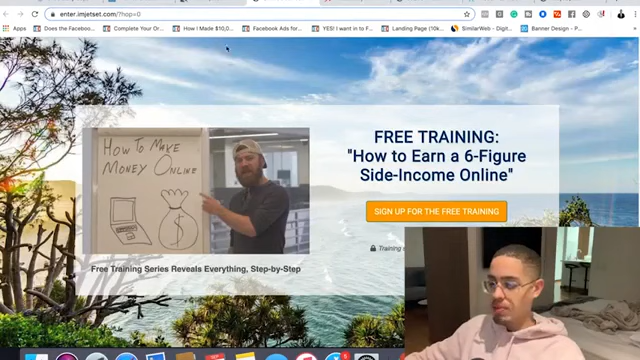 enter.imjetset.com/?hop=0
Does the Facebook
Complete Your Or
How I Made $10,0
Facebook Ads for
YES! I want in to F
Landing Page (10k
SimilarWeb - Digit
Banner Design - P
HOW TO MAKE
MONEY ONLINE
$
Free Training Series Reveals Everything, Step-by-Step
FREE TRAINING:
"How to Earn a 6-Figure
Side-Income Online"
SIGN UP FOR THE FREE TRAINING
Training